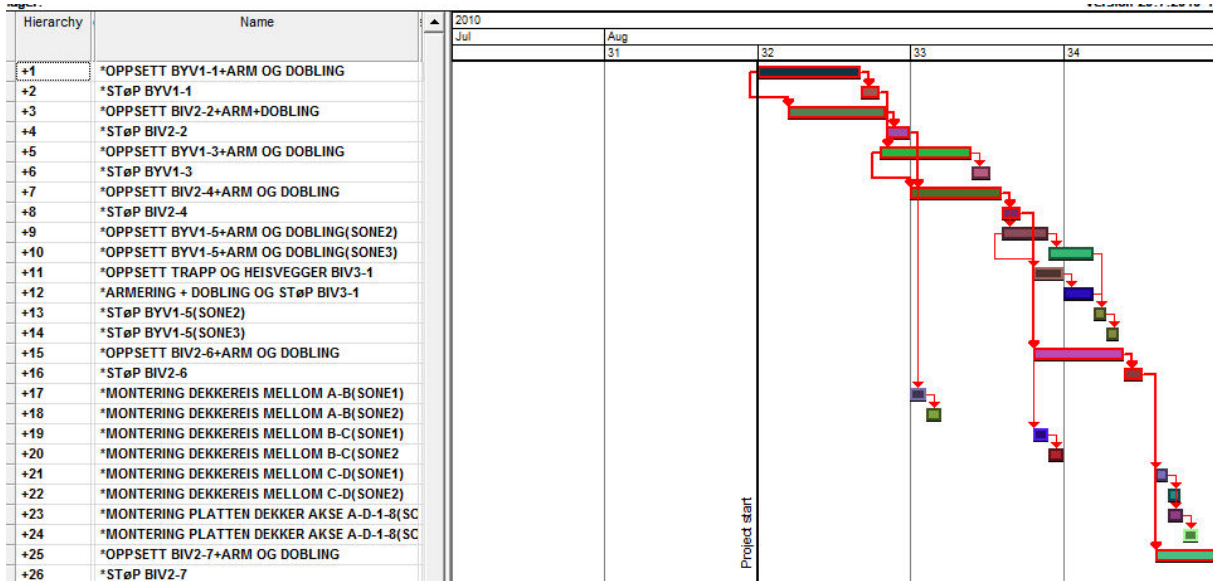 Hierarchy Name 2010
Jul Aug
31 32 33 34
+1 *OPPSETT BYV1-1+ARM OG DOBLING
+2 *STøP BYV1-1
+3 *OPPSETT BIV2-2+ARM+DOBLING
+4 *STøP BIV2-2
+5 *OPPSETT BYV1-3+ARM OG DOBLING
+6 *STøP BYV1-3
+7 *OPPSETT BIV2-4+ARM OG DOBLING
+8 *STøP BIV2-4
+9 *OPPSETT BYV1-5+ARM OG DOBLING(SONE2)
+10 *OPPSETT BYV1-5+ARM OG DOBLING(SONE3)
+11 *OPPSETT TRAPP OG HEISVEGGER BIV3-1
+12 *ARMERING + DOBLING OG STøP BIV3-1
+13 *STøP BYV1-5(SONE2)
+14 *STøP BYV1-5(SONE3)
+15 *OPPSETT BIV2-6+ARM OG DOBLING
+16 *STøP BIV2-6
+17 *MONTERING DEKKEREIS MELLOM A-B(SONE1)
+18 *MONTERING DEKKEREIS MELLOM A-B(SONE2)
+19 *MONTERING DEKKEREIS MELLOM B-C(SONE1)
+20 *MONTERING DEKKEREIS MELLOM B-C(SONE2
+21 *MONTERING DEKKEREIS MELLOM C-D(SONE1)
+22 *MONTERING DEKKEREIS MELLOM C-D(SONE2)
+23 *MONTERING PLATTEN DEKKER AKSE A-D-1-8(SO
+24 *MONTERING PLATTEN DEKKER AKSE A-D-1-8(SO
+25 *OPPSETT BIV2-7+ARM OG DOBLING
+26 *STøP BIV2-7
Project start